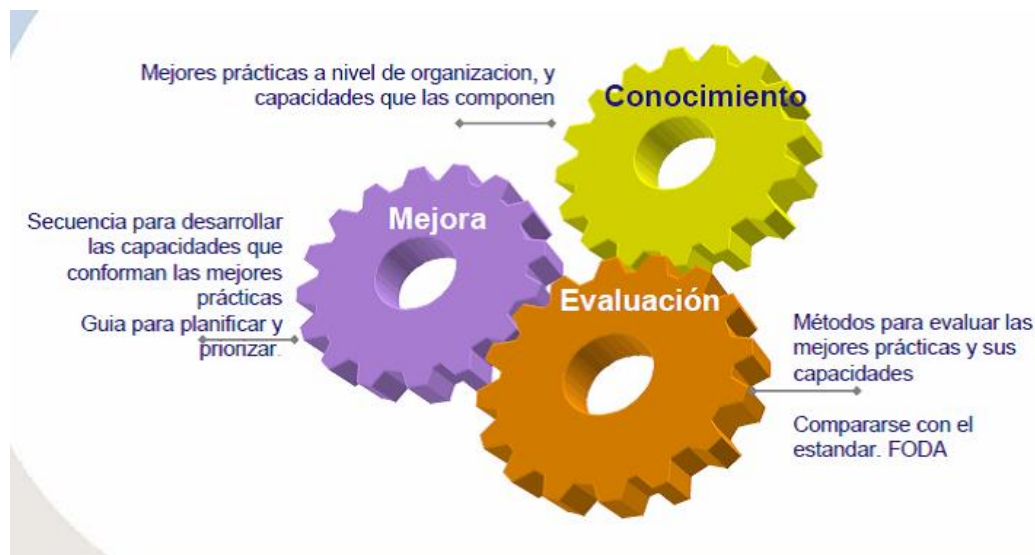 Mejores prácticas a nivel de organizacion, y
capacidades que las componen
Conocimiento
Mejora
Secuencia para desarrollar
las capacidades que
conforman las mejores
prácticas
Guia para planificar y
priorizar.
Evaluación
Métodos para evaluar las
mejores prácticas y sus
capacidades
Compararse con el
estandar. FODA